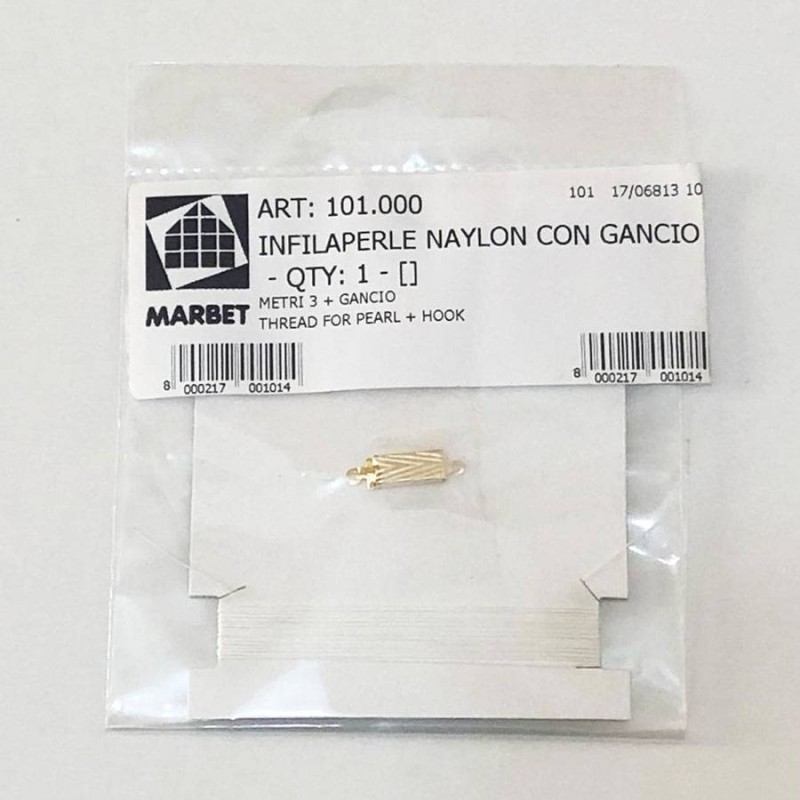 101 17/06813 10
ART: 101.000
INFILAPERLE NAYLON CON GANCIO
- QTY: 1 - []
METRI 3 + GANCIO
THREAD FOR PEARL + HOOK
MARBET
8 000217 001014
8 000217 001014